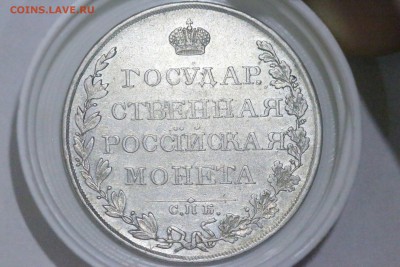 COINS.LAVE.RU
ГОСУДАР
СТВЕННАЯ
РОССІЙСКАЯ
МОНЕТА
С.П.Б.